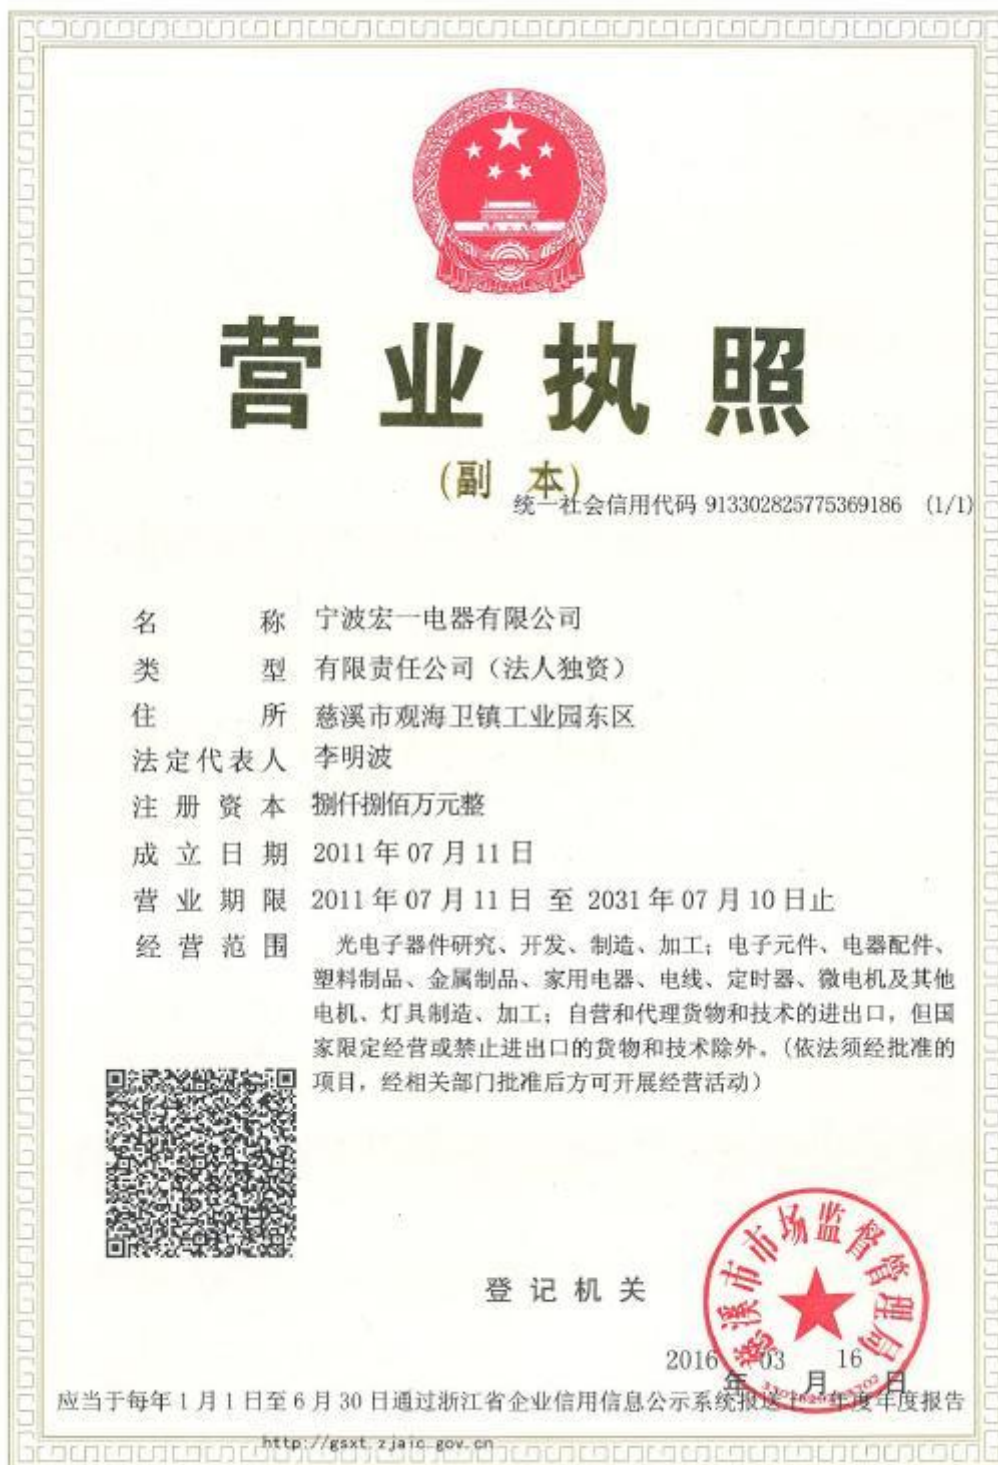 营业执照
(副 本)
统一社会信用代码 913302825775369186 (1/1)
名 称 宁波宏一电器有限公司
类 型 有限责任公司（法人独资）
住 所 慈溪市观海卫镇工业园东区
法定代表人 李明波
注册资本 捌仟捌佰万元整
成立日期 2011年07月11日
营业期限 2011年07月11日 至 2031年07月10日止
经营范围 光电子器件研究、开发、制造、加工；电子元件、电器配件、
塑料制品、金属制品、家用电器、电线、定时器、微电机及其他
电机、灯具制造、加工；自营和代理货物和技术的进出口，但国
家限定经营或禁止进出口的货物和技术除外。（依法须经批准的
项目，经相关部门批准后方可开展经营活动）
慈溪市市场监督管理局
登记机关
2016年03月16日
应当于每年1月1日至6月30日通过浙江省企业信用信息公示系统报送上一年度年度报告
http://gsxt.zjaic.gov.cn